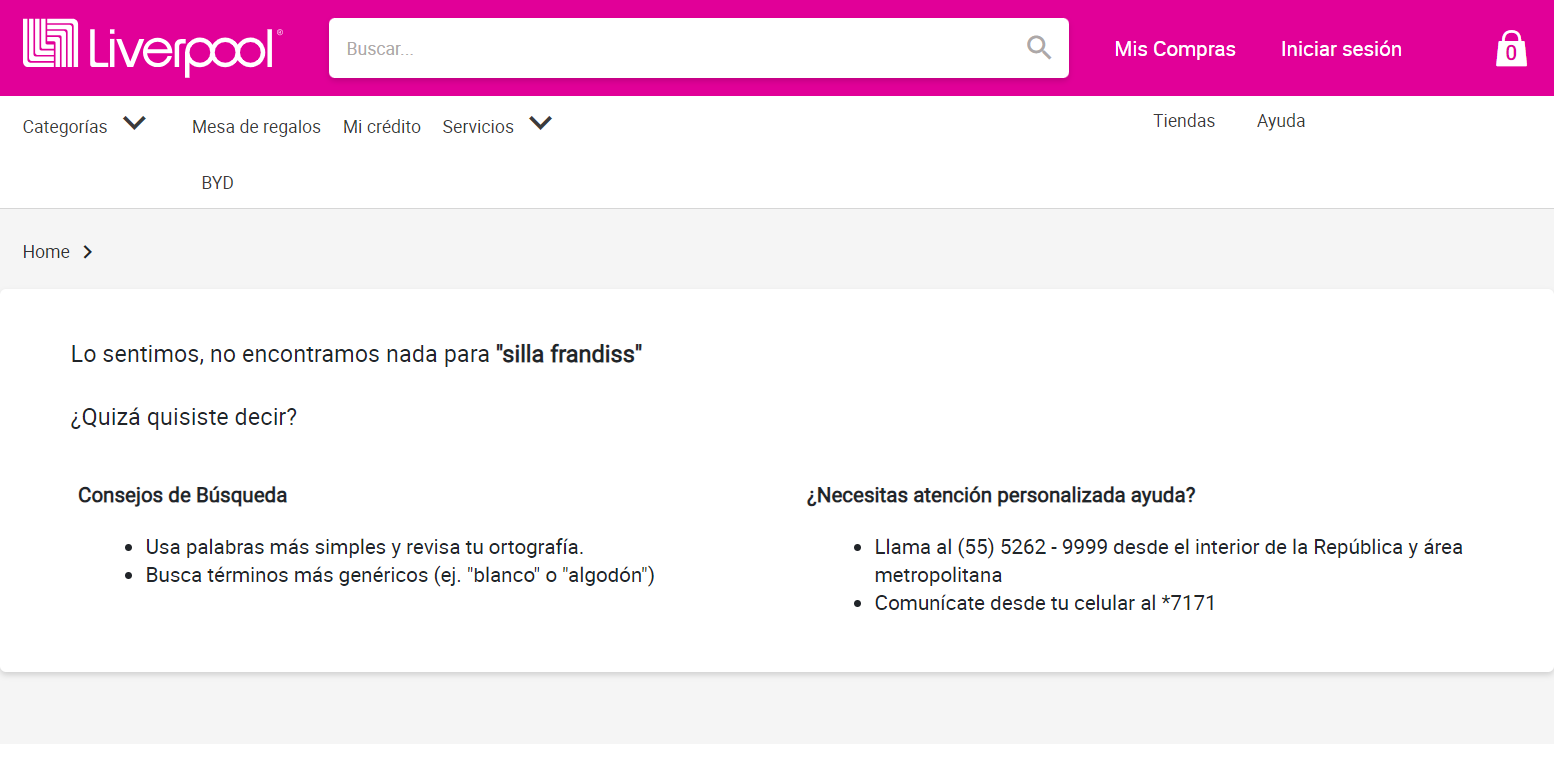 Liverpool®
Buscar...
Mis Compras
Iniciar sesión
0
Categorías
Mesa de regalos
Mi crédito
Servicios
Tiendas
Ayuda
BYD
Home
Lo sentimos, no encontramos nada para "silla frandiss"
¿Quizá quisiste decir?
Consejos de Búsqueda
Usa palabras más simples y revisa tu ortografía.
Busca términos más genéricos (ej. "blanco" o "algodón")
¿Necesitas atención personalizada ayuda?
Llama al (55) 5262 - 9999 desde el interior de la República y área
metropolitana
Comunícate desde tu celular al *7171